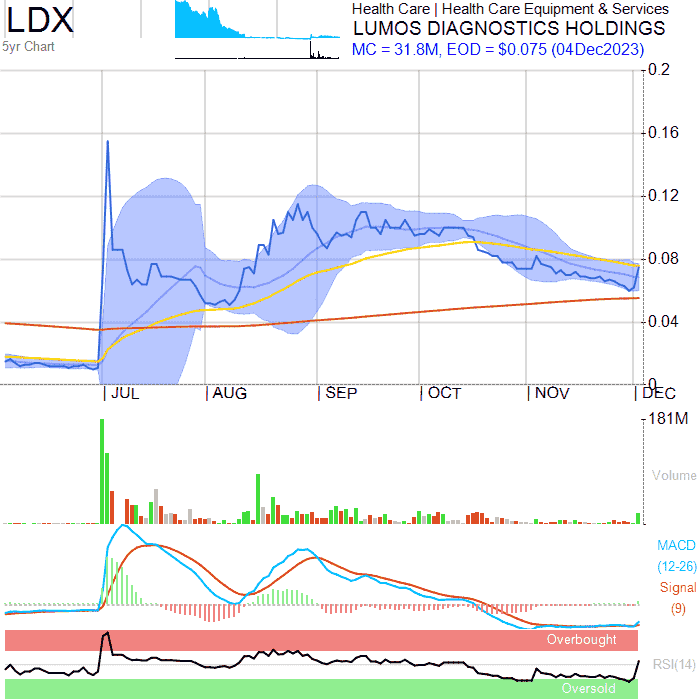 LDX
5yr Chart
Health Care | Health Care Equipment & Services
LUMOS DIAGNOSTICS HOLDINGS
MC = 31.8M, EOD = $0.075 (04Dec2023)
0.2
0.16
0.12
0.08
0.04
0
JUL AUG SEP OCT NOV DEC
181M
Volume
MACD
(12-26)
Signal
(9)
Overbought
RSI(14)
Oversold